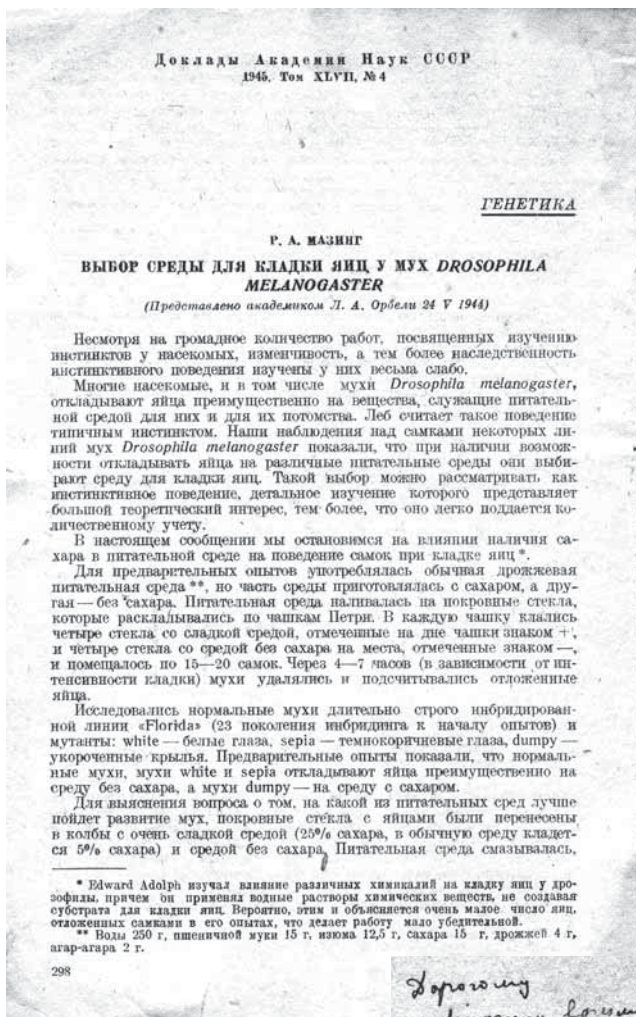 Доклады Академии Наук СССР
1945. Том XLVII, № 4
ГЕНЕТИКА
Р. А. МАЗИНГ
ВЫБОР СРЕДЫ ДЛЯ КЛАДКИ ЯИЦ У МУХ DROSOPHILA
MELANOGASTER
(Представлено академиком Л. А. Орбели 24 V 1944)
Несмотря на громадное количество работ, посвященных изучению
инстинктов у насекомых, изменчивость, а тем более наследственность
инстинктивного поведения изучены у них весьма слабо.
Многие насекомые, и в том числе мухи Drosophila melanogaster,
откладывают яйца преимущественно на вещества, служащие питатель-
ной средой для них и для их потомства. Леб считает такое поведение
типичным инстинктом. Наши наблюдения над самками некоторых ли-
ний мух Drosophila melanogaster показали, что при наличии возмож-
ности откладывать яйца на различные питательные среды они выби-
рают среду для кладки яиц. Такой выбор можно рассматривать как
инстинктивное поведение, детальное изучение которого представляет
большой теоретический интерес, тем более, что оно легко поддается ко-
личественному учету.
В настоящем сообщении мы остановимся на влиянии наличия са-
хара в питательной среде на поведение самок при кладке яиц *.
Для предварительных опытов употреблялась обычная дрожжевая
питательная среда **, но часть среды приготовлялась с сахаром, а дру-
гая — без сахара. Питательная среда наливалась на покровные стекла,
которые раскладывались по чашкам Петри. В каждую чашку клались
четыре стекла со сладкой средой, отмеченные на дне чашки знаком +,
и четыре стекла со средой без сахара на места, отмеченные знаком —,
и помещалось по 15—20 самок. Через 4—7 часов (в зависимости от ин-
тенсивности кладки) мухи удалялись и подсчитывались отложенные
яйца.
Исследовались нормальные мухи длительно строго инбридирован-
ной линии «Florida» (23 поколения инбридинга к началу опытов) и
мутанты: white — белые глаза, sepia — темнокоричневые глаза, dumpy —
укороченные крылья. Предварительные опыты показали, что нормаль-
ные мухи, мухи white и sepia откладывают яйца преимущественно на
среду без сахара, а мухи dumpy — на среду с сахаром.
Для выяснения вопроса о том, на какой из питательных сред лучше
пойдет развитие мух, покровные стекла с яйцами были перенесены
в колбы с очень сладкой средой (25% сахара, в обычную среду кладет-
ся 5% сахара) и средой без сахара. Питательная среда смазывалась,
* Edward Adolph изучал влияние различных химикалий на кладку яиц у дро-
зофилы, причем он применял водные растворы химических веществ, не создавая
субстрата для кладки яиц. Вероятно, этим и объясняется очень малое число яиц,
отложенных самками в его опытах, что делает работу мало убедительной.
** Воды 250 г, пшеничной муки 15 г, изюма 12,5 г, сахара 15 г, дрожжей 4 г,
агар-агара 2 г.
298
Дорогому